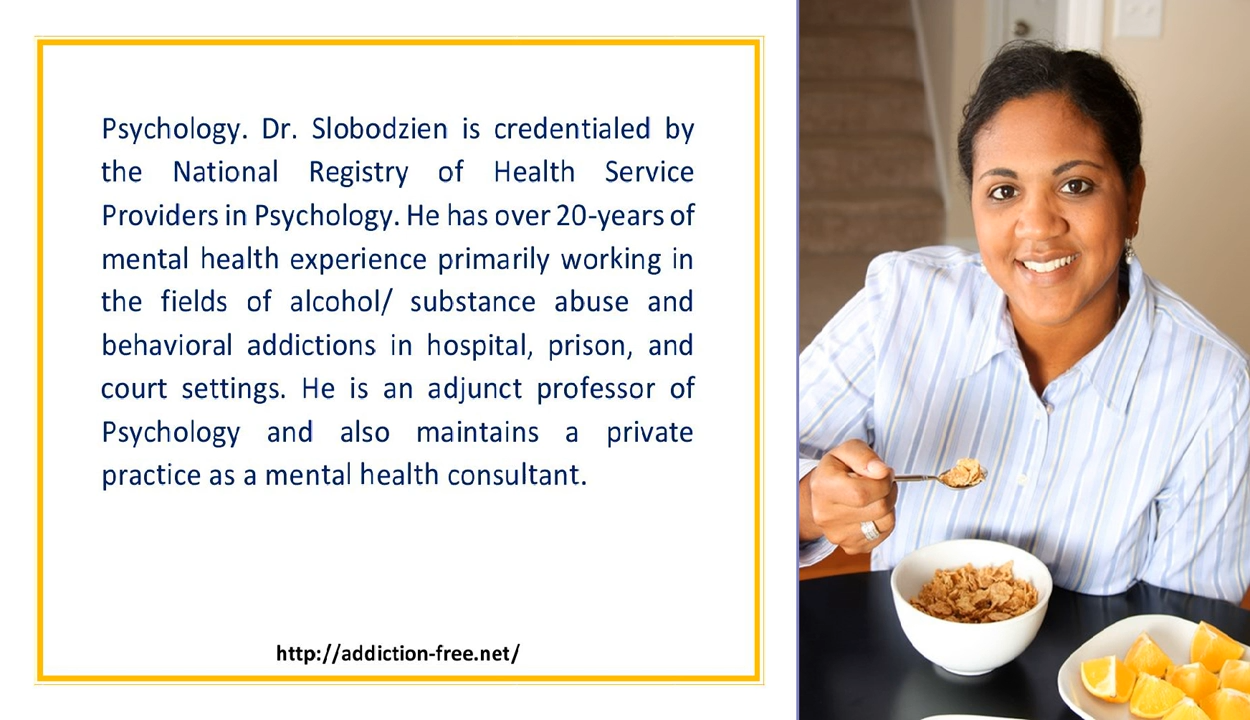 Psychology. Dr. Slobodzien is credentialed by
the National Registry of Health Service
Providers in Psychology. He has over 20-years of
mental health experience primarily working in
the fields of alcohol/ substance abuse and
behavioral addictions in hospital, prison, and
court settings. He is an adjunct professor of
Psychology and also maintains a private
practice as a mental health consultant.
http://addiction-free.net/